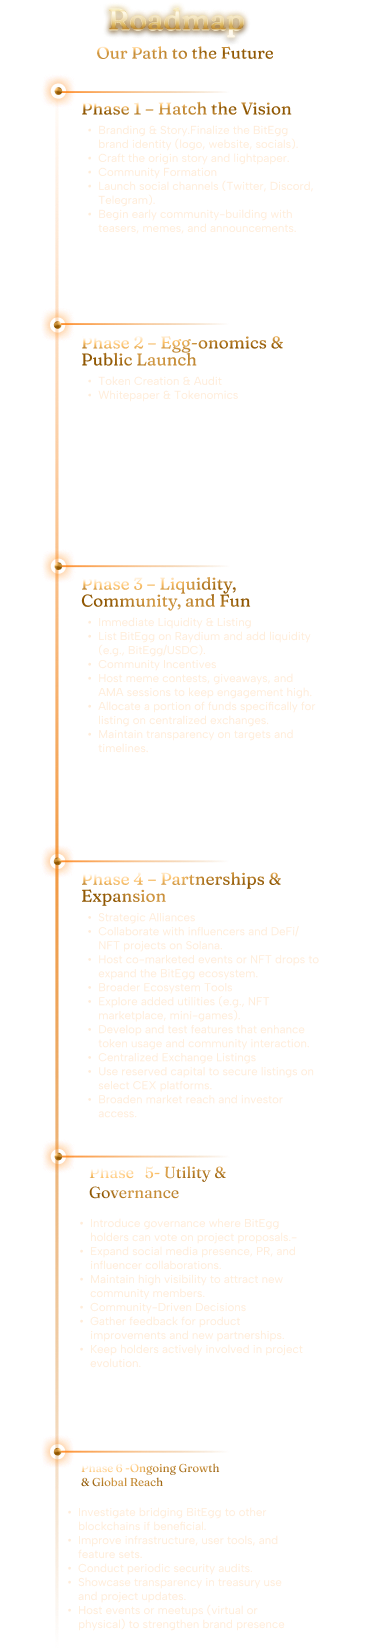 Roadmap
Our Path to the Future
Phase 1 – Hatch the Vision
• Branding & Story:Finalize the BitEgg
brand identity (logo, website, socials).
• Craft the origin story and lightpaper.
• Community Formation
• Launch social channels (Twitter, Discord,
Telegram).
• Begin early community-building with
teasers, memes, and announcements.
Phase 2 – Egg-onomics &
Public Launch
• Token Creation & Audit
• Whitepaper & Tokenomics
Phase 3 – Liquidity,
Community, and Fun
• Immediate Liquidity & Listing
• List BitEgg on Raydium and add liquidity
(e.g., BitEgg/USDC).
• Community Incentives
• Host meme contests, giveaways, and
AMA sessions to keep engagement high.
• Allocate a portion of funds specifically for
listing on centralized exchanges.
• Maintain transparency on targets and
timelines.
Phase 4 – Partnerships &
Expansion
• Strategic Alliances
• Collaborate with influencers and DeFi/
NFT projects on Solana.
• Host co-marketed events or NFT drops to
expand the BitEgg ecosystem.
• Broader Ecosystem Tools
• Explore added utilities (e.g., NFT
marketplace, mini-games).
• Develop and test features that enhance
token usage and community interaction.
• Centralized Exchange Listings
• Use reserved capital to secure listings on
select CEX platforms.
• Broaden market reach and investor
access.
Phase 5- Utility &
Governance
• Introduce governance where BitEgg
holders can vote on project proposals.-
• Expand social media presence, PR, and
influencer collaborations.
• Maintain high visibility to attract new
community members.
• Community-Driven Decisions
• Gather feedback for product
improvements and new partnerships.
• Keep holders actively involved in project
evolution.
Phase 6 -Ongoing Growth
& Global Reach
• Investigate bridging BitEgg to other
blockchains if beneficial.
• Improve infrastructure, user tools, and
feature sets.
• Conduct periodic security audits.
• Showcase transparency in treasury use
and project updates.
• Host events or meetups (virtual or
physical) to strengthen brand presence